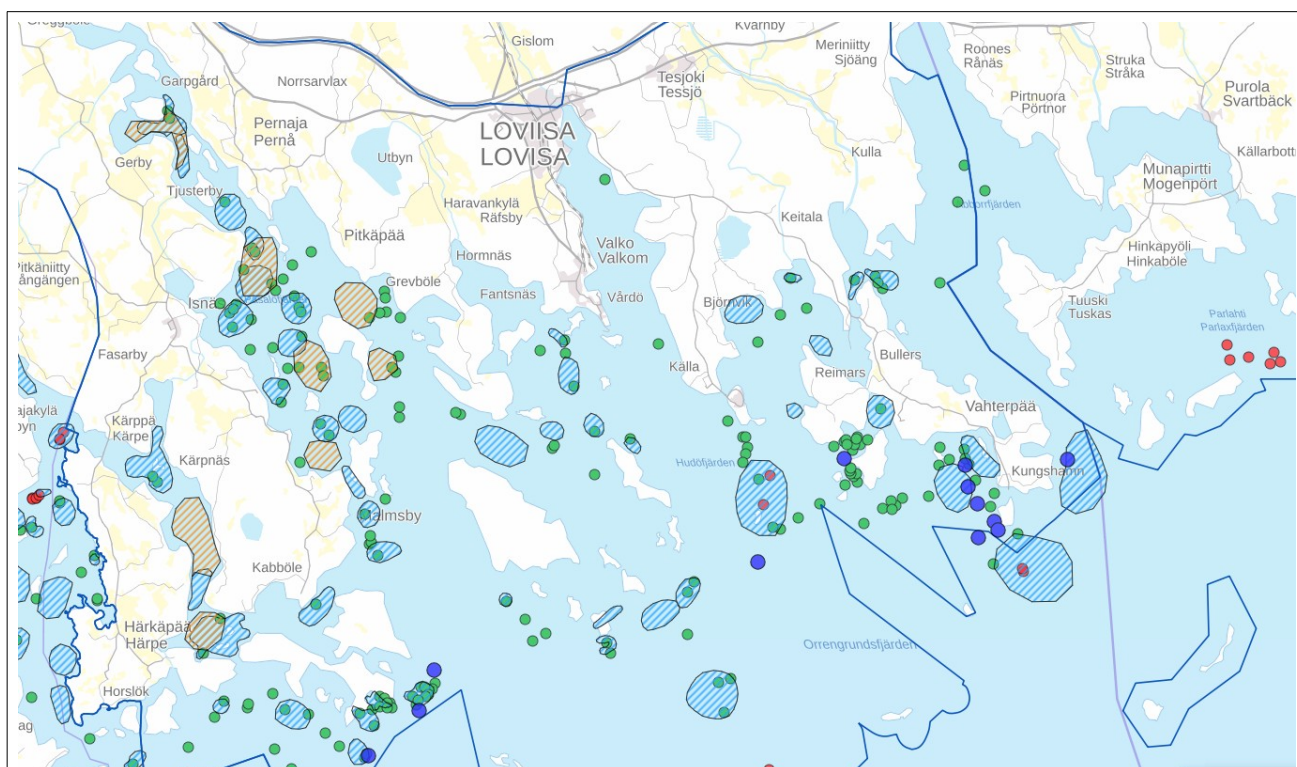 Gislom
Kvarnby
Meriniitty
Sjöäng
Roones
Rånäs
Struka
Stråka
Garpgård
Norrsarvlax
Tesjoki
Tessjö
Pirtnuora
Pörtnor
Purola
Svartbäck
Pernaja
Pernå
LOVIISA
LOVISA
Utbyn
Kulla
Gerby
Munapirtti
Mogenpört
Tjusterby
Haravankylä
Räfsby
Keitala
Pitkäpää
Valko
Valkom
Hinkapyöli
Hinkaböle
Hormnäs
Pitkäniitty
Grevböle
Fantsnäs
Vårdö
Björnvik
Tuuski
Tuskas
Parlahti
Parlaxfjärden
Fasarby
Bullers
Källa
Reimars
Kärppä
Kärpe
Vahterpää
Kärpnäs
Hudöfjärden
Kungshamn
Malmsby
Kabböle
Härkäpää
Härpe
Orrengrundsfjärden
Horslök